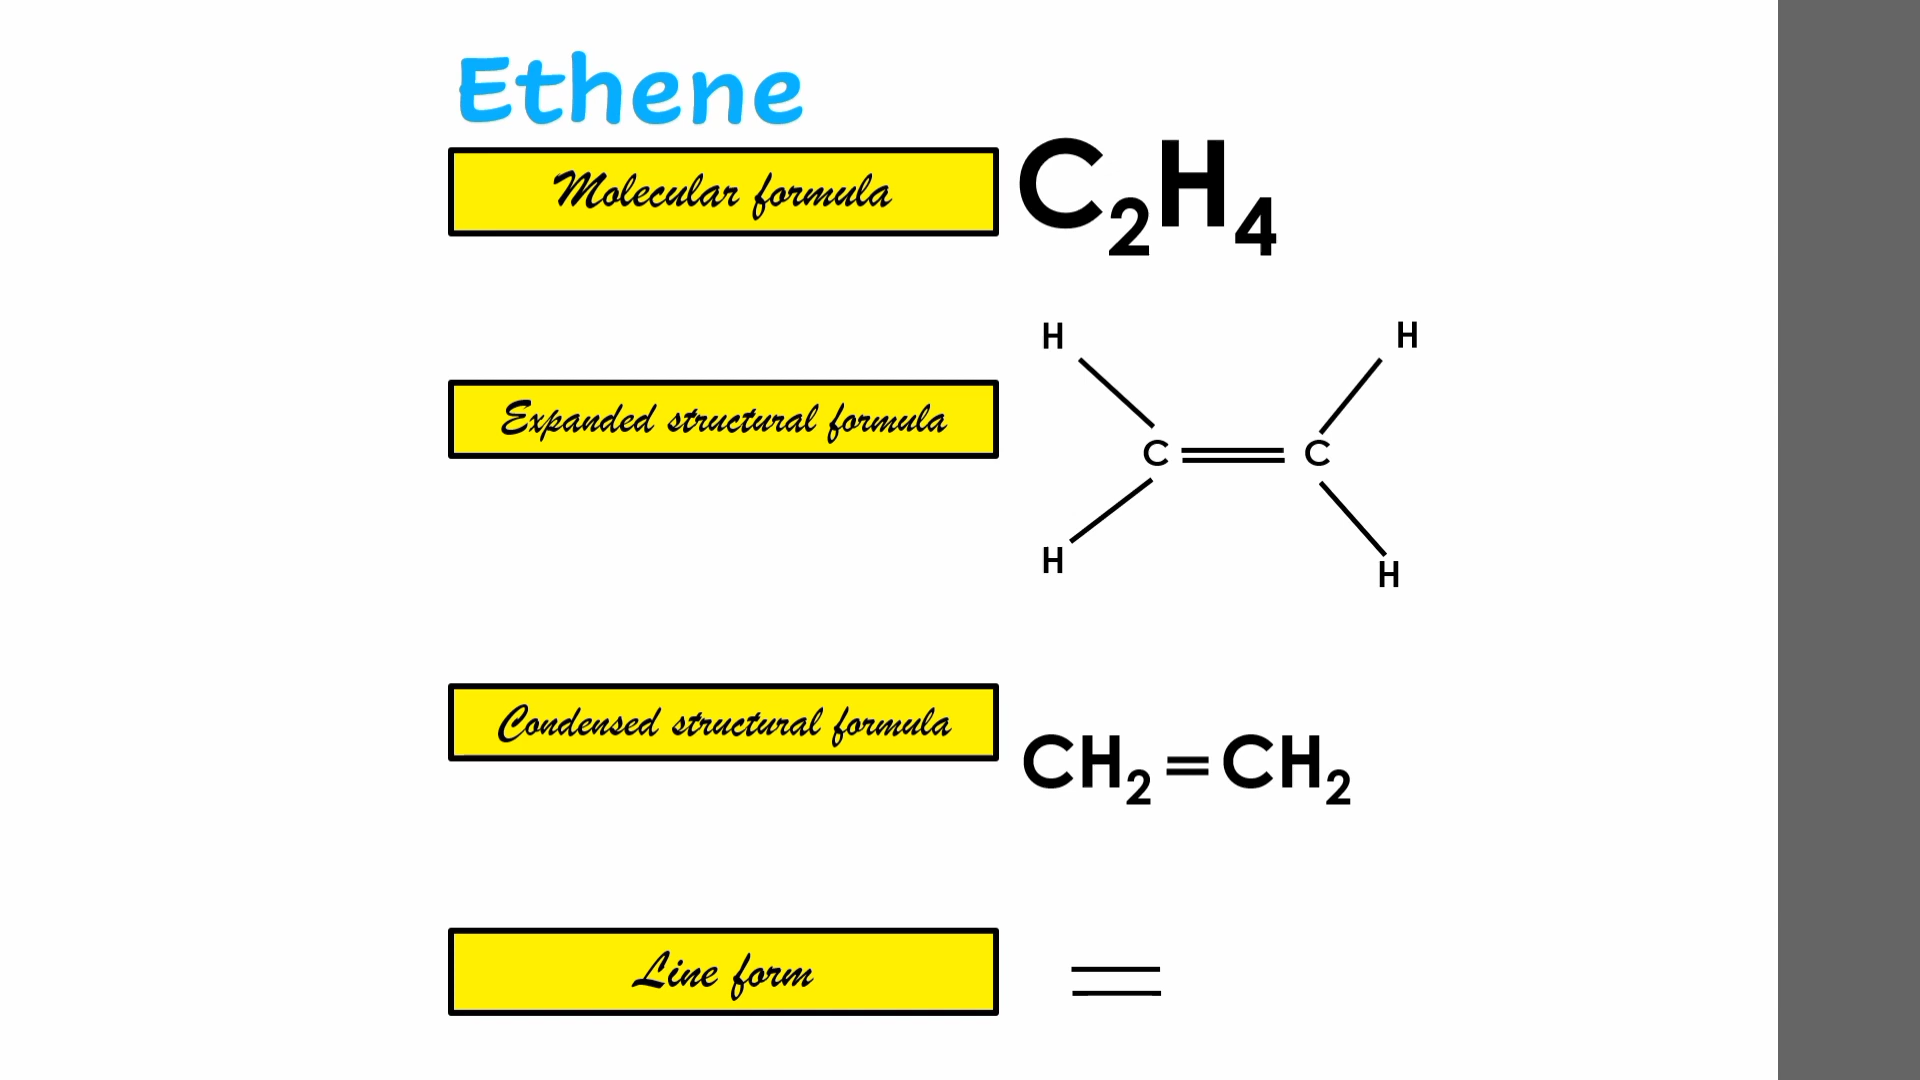 Ethene
Molecular formula C₂H₄
H H
Expanded structural formula
C = C
H H
Condensed structural formula CH₂=CH₂
Line form